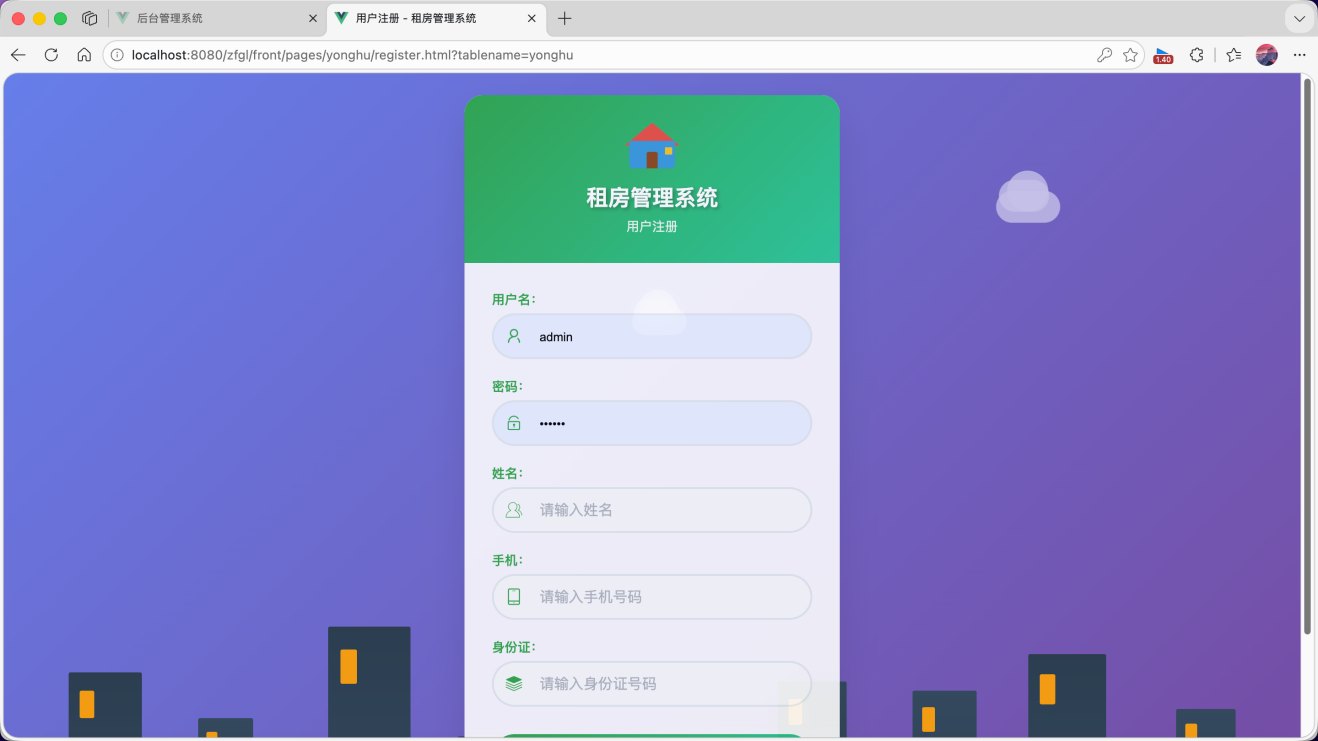 后台管理系统
用户注册 - 租房管理系统
localhost:8080/zfgl/front/pages/yonghu/register.html?tablename=yonghu
1.40
租房管理系统
用户注册
用户名：
admin
密码：
••••••
姓名：
请输入姓名
手机：
请输入手机号码
身份证：
请输入身份证号码